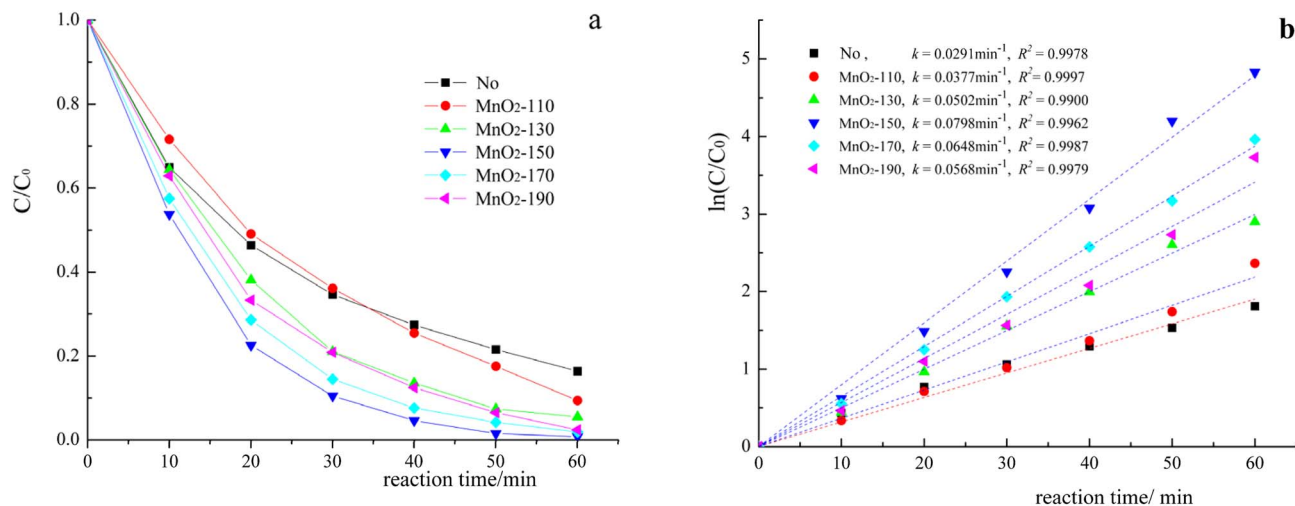 a
1.0
0.8
0.6
0.4
0.2
0.0
C/C₀
No
MnO₂-110
MnO₂-130
MnO₂-150
MnO₂-170
MnO₂-190
0 10 20 30 40 50 60
reaction time/min
b
5
4
3
2
1
0
ln(C/C₀)
No , k = 0.0291min⁻¹, R² = 0.9978
MnO₂-110, k = 0.0377min⁻¹, R² = 0.9997
MnO₂-130, k = 0.0502min⁻¹, R² = 0.9900
MnO₂-150, k = 0.0798min⁻¹, R² = 0.9962
MnO₂-170, k = 0.0648min⁻¹, R² = 0.9987
MnO₂-190, k = 0.0568min⁻¹, R² = 0.9979
0 10 20 30 40 50 60
reaction time/ min